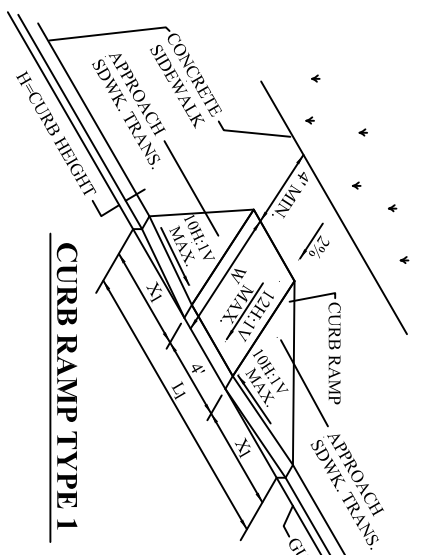 CONCRETE
SIDEWALK
APPROACH
SDWK. TRANS.
H=CURB HEIGHT
4' MIN.
2%
10H:1V
MAX.
W
12H:1V
MAX.
CURB RAMP
10H:1V
MAX.
APPROACH
SDWK. TRANS.
X1
4'
X1
L1
CURB RAMP TYPE 1